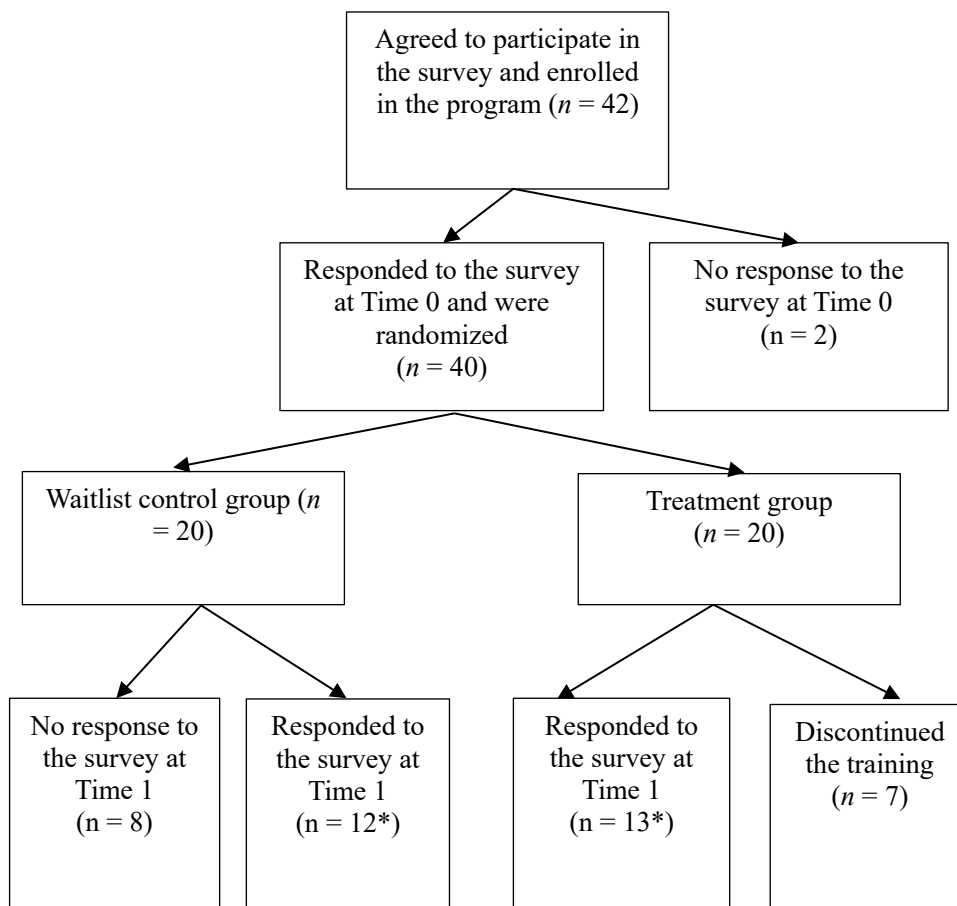 Agreed to participate in
the survey and enrolled
in the program (n = 42)
Responded to the survey
at Time 0 and were
randomized
(n = 40)
No response to the
survey at Time 0
(n = 2)
Waitlist control group (n
= 20)
Treatment group
(n = 20)
No response to
the survey at
Time 1
(n = 8)
Responded to
the survey at
Time 1
(n = 12*)
Responded to
the survey at
Time 1
(n = 13*)
Discontinued
the training
(n = 7)